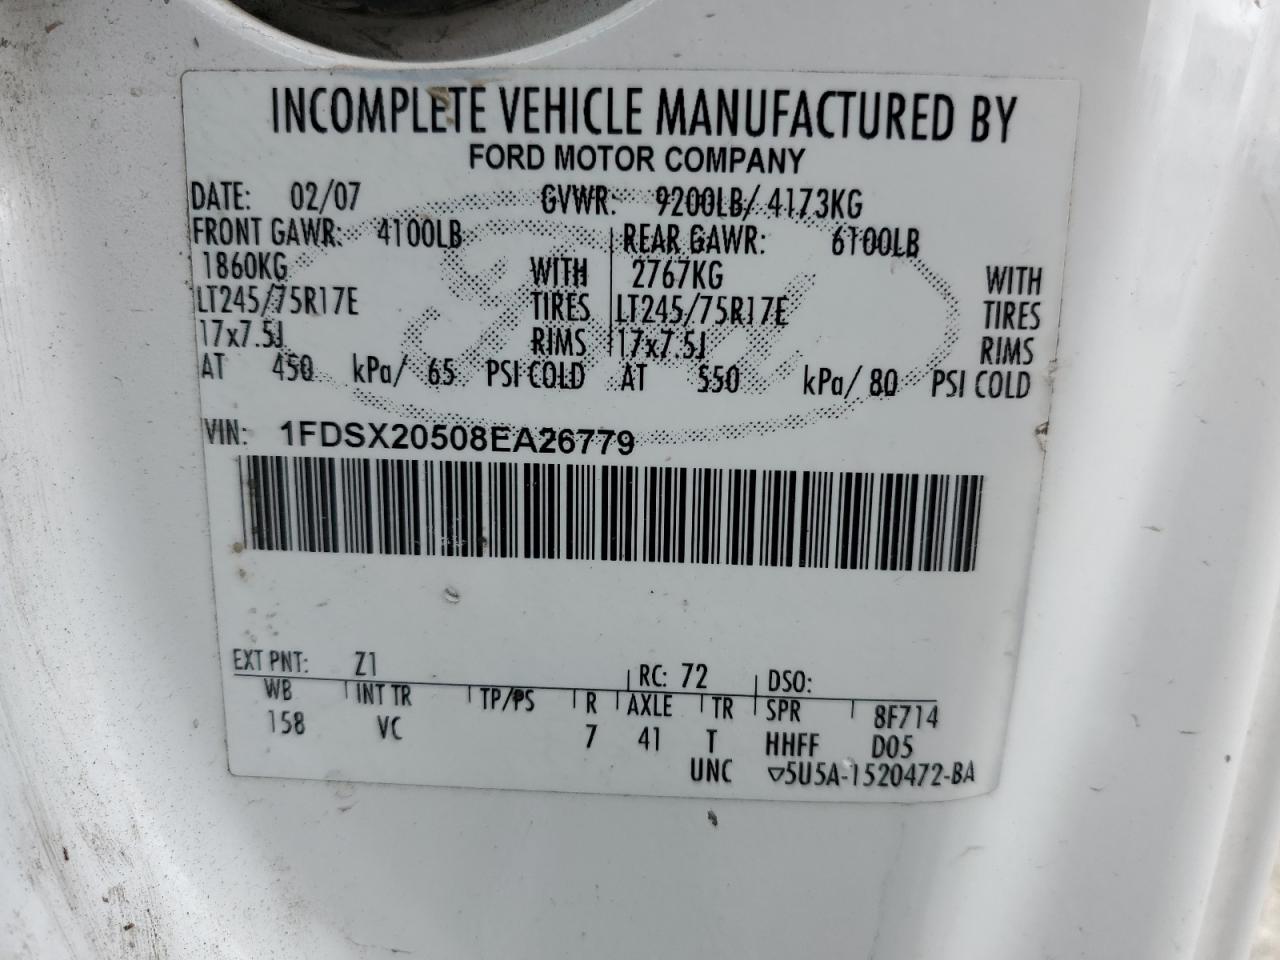 INCOMPLETE VEHICLE MANUFACTURED BY
FORD MOTOR COMPANY
DATE: 02/07 GVWR: 9200LB/ 4173KG
FRONT GAWR: 4100LB REAR GAWR: 6100LB
1860KG WITH 2767KG WITH
LT245/75R17E TIRES LT245/75R17E TIRES
17x7.5J RIMS 17x7.5J RIMS
AT 450 kPa/ 65 PSI COLD AT 550 kPa/ 80 PSI COLD
VIN: 1FDSX20508EA26779
EXT PNT: Z1 RC: 72 DSO:
WB INT TR TP/PS R AXLE TR SPR 8F714
158 VC 7 41 T HHFF D05
UNC ▽5U5A-1520472-BA